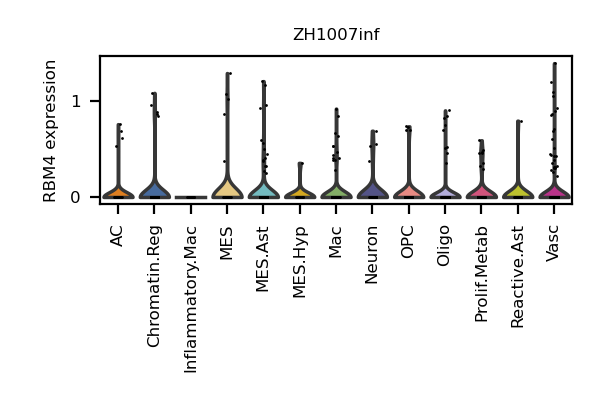 ZH1007inf
RBM4 expression
1
0
AC
Chromatin.Reg
Inflammatory.Mac
MES
MES.Ast
MES.Hyp
Mac
Neuron
OPC
Oligo
Prolif.Metab
Reactive.Ast
Vasc